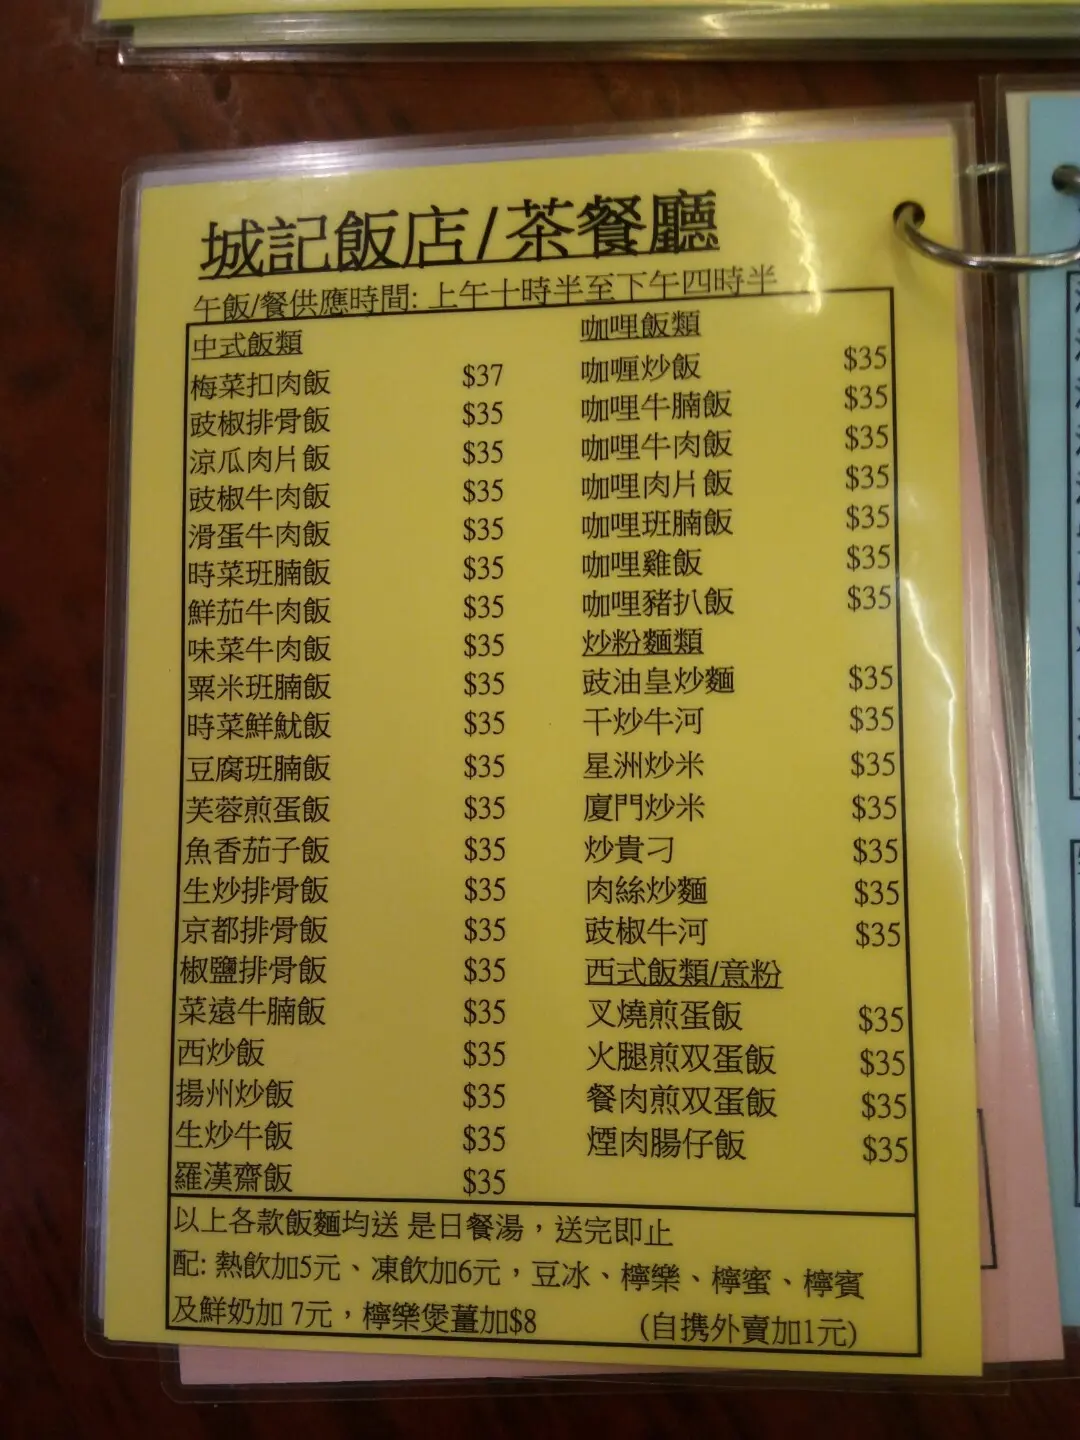 城記飯店/茶餐廳
午飯/餐供應時間: 上午十時半至下午四時半
中式飯類
梅菜扣肉飯 $37
豉椒排骨飯 $35
涼瓜肉片飯 $35
豉椒牛肉飯 $35
滑蛋牛肉飯 $35
時菜班腩飯 $35
鮮茄牛肉飯 $35
味菜牛肉飯 $35
粟米班腩飯 $35
時菜鮮魷飯 $35
豆腐班腩飯 $35
芙蓉煎蛋飯 $35
魚香茄子飯 $35
生炒排骨飯 $35
京都排骨飯 $35
椒鹽排骨飯 $35
菜遠牛腩飯 $35
西炒飯 $35
揚州炒飯 $35
生炒牛飯 $35
羅漢齋飯 $35
咖哩飯類
咖喱炒飯 $35
咖哩牛腩飯 $35
咖哩牛肉飯 $35
咖哩肉片飯 $35
咖哩班腩飯 $35
咖哩雞飯 $35
咖哩豬扒飯 $35
炒粉麵類
豉油皇炒麵 $35
干炒牛河 $35
星洲炒米 $35
廈門炒米 $35
炒貴刁 $35
肉絲炒麵 $35
豉椒牛河 $35
西式飯類/意粉
叉燒煎蛋飯 $35
火腿煎双蛋飯 $35
餐肉煎双蛋飯 $35
煙肉腸仔飯 $35
以上各款飯麵均送 是日餐湯，送完即止
配: 熱飲加5元、凍飲加6元，豆冰、檸樂、檸蜜、檸賓
及鮮奶加 7元，檸樂煲薑加$8 (自携外賣加1元)